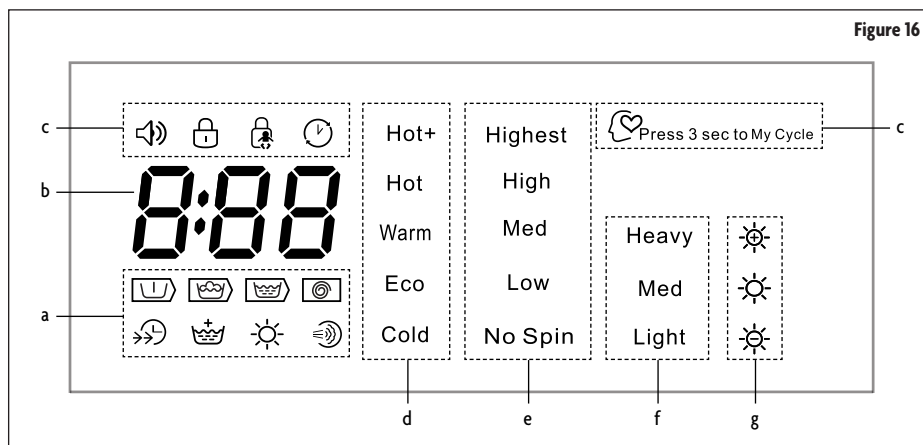 Figure 16
c
Hot+
Highest
Press 3 sec to My Cycle
c
b
8:88
Hot
High
Warm
Med
Heavy
a
Eco
Low
Med
Cold
No Spin
Light
d
e
f
g